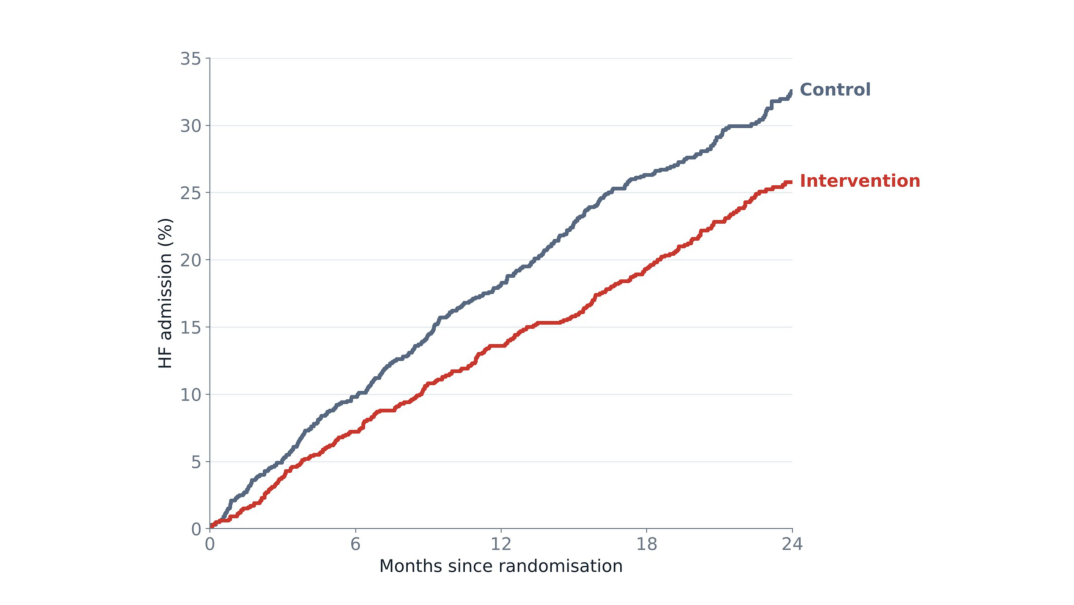 35
30
25
20
15
10
5
0
HF admission (%)
Control
Intervention
0 6 12 18 24
Months since randomisation